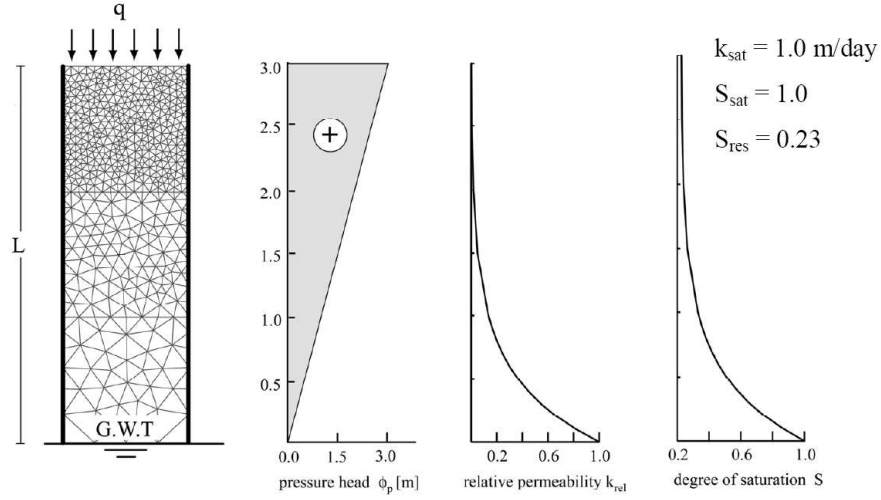 q
L
G.W.T
3.0
2.5
2.0
1.5
1.0
0.5
+
0.0 1.5 3.0
pressure head ϕₚ [m]
0.2 0.6 1.0
relative permeability kᵣₑₗ
0.2 0.6 1.0
degree of saturation S
kₛₐₜ = 1.0 m/day
Sₛₐₜ = 1.0
Sᵣₑₛ = 0.23